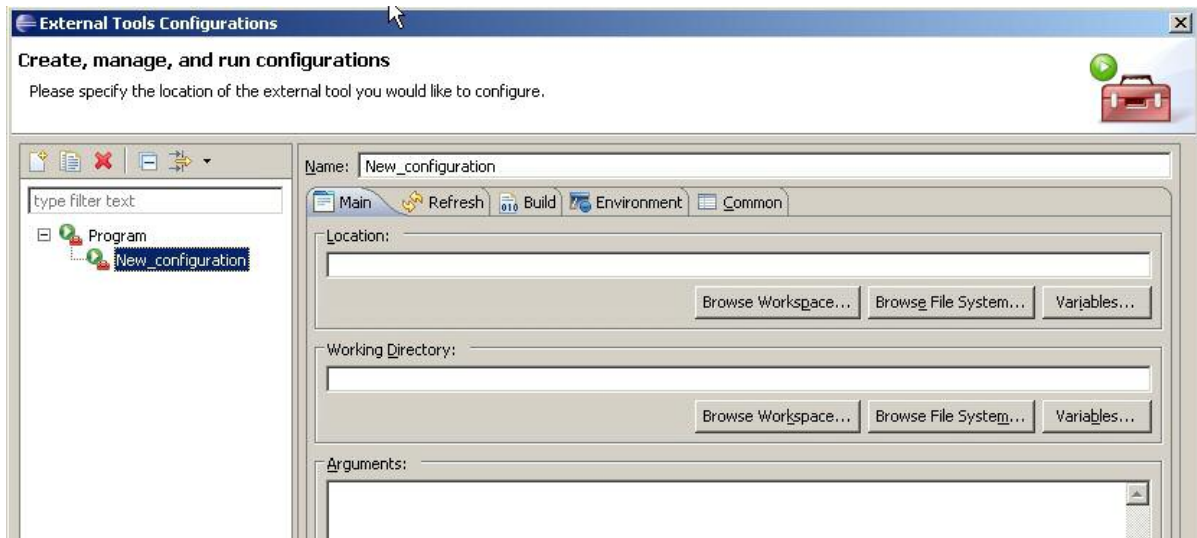 External Tools Configurations
Create, manage, and run configurations
Please specify the location of the external tool you would like to configure.
Name: New_configuration
type filter text
Main Refresh Build Environment Common
Program
New_configuration
Location:
Browse Workspace... Browse File System... Variables...
Working Directory:
Browse Workspace... Browse File System... Variables...
Arguments: